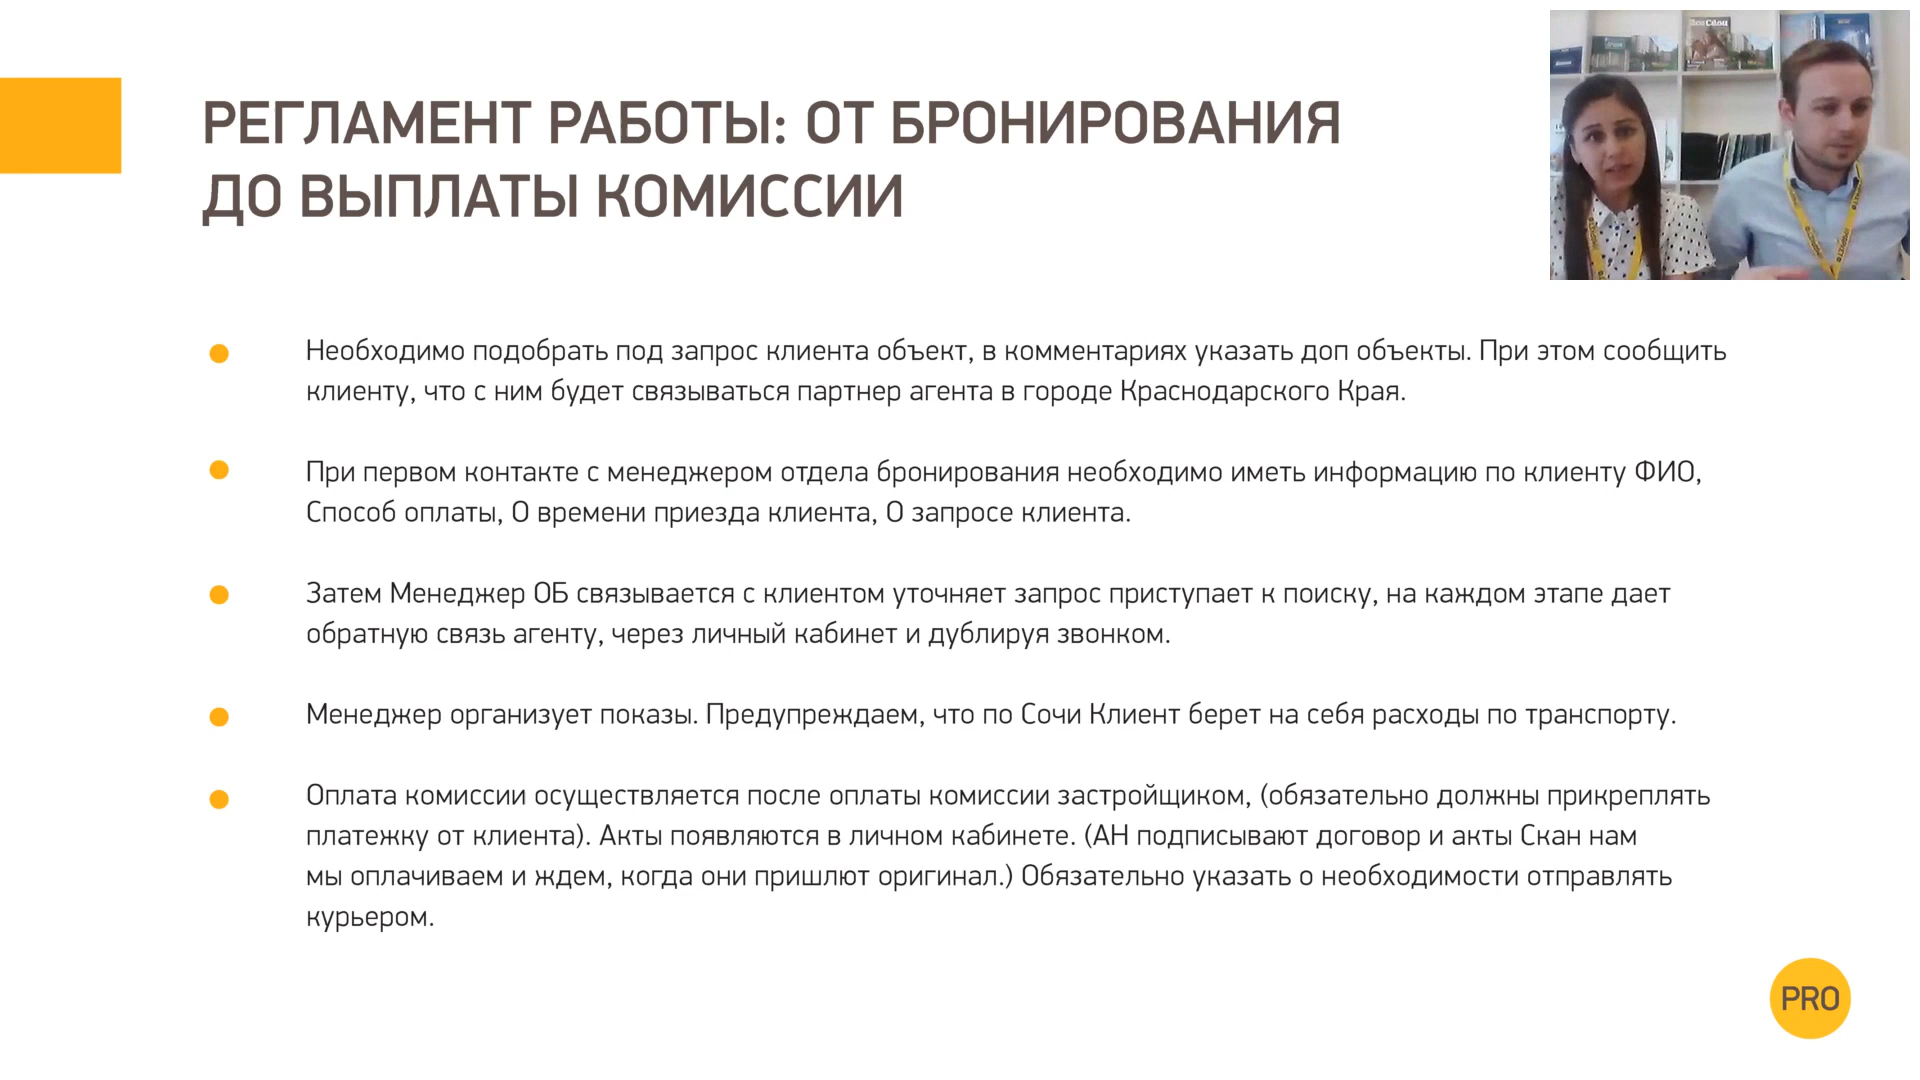 РЕГЛАМЕНТ РАБОТЫ: ОТ БРОНИРОВАНИЯ
ДО ВЫПЛАТЫ КОМИССИИ
Необходимо подобрать под запрос клиента объект, в комментариях указать доп объекты. При этом сообщить
клиенту, что с ним будет связываться партнер агента в городе Краснодарского Края.
При первом контакте с менеджером отдела бронирования необходимо иметь информацию по клиенту ФИО,
Способ оплаты, О времени приезда клиента, О запросе клиента.
Затем Менеджер ОБ связывается с клиентом уточняет запрос приступает к поиску, на каждом этапе дает
обратную связь агенту, через личный кабинет и дублируя звонком.
Менеджер организует показы. Предупреждаем, что по Сочи Клиент берет на себя расходы по транспорту.
Оплата комиссии осуществляется после оплаты комиссии застройщиком, (обязательно должны прикреплять
платежку от клиента). Акты появляются в личном кабинете. (АН подписывают договор и акты Скан нам
мы оплачиваем и ждем, когда они пришлют оригинал.) Обязательно указать о необходимости отправлять
курьером.
PRO